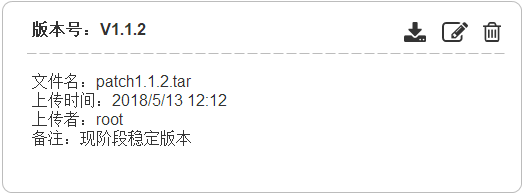 版本号：V1.1.2
文件名：patch1.1.2.tar
上传时间：2018/5/13 12:12
上传者：root
备注：现阶段稳定版本